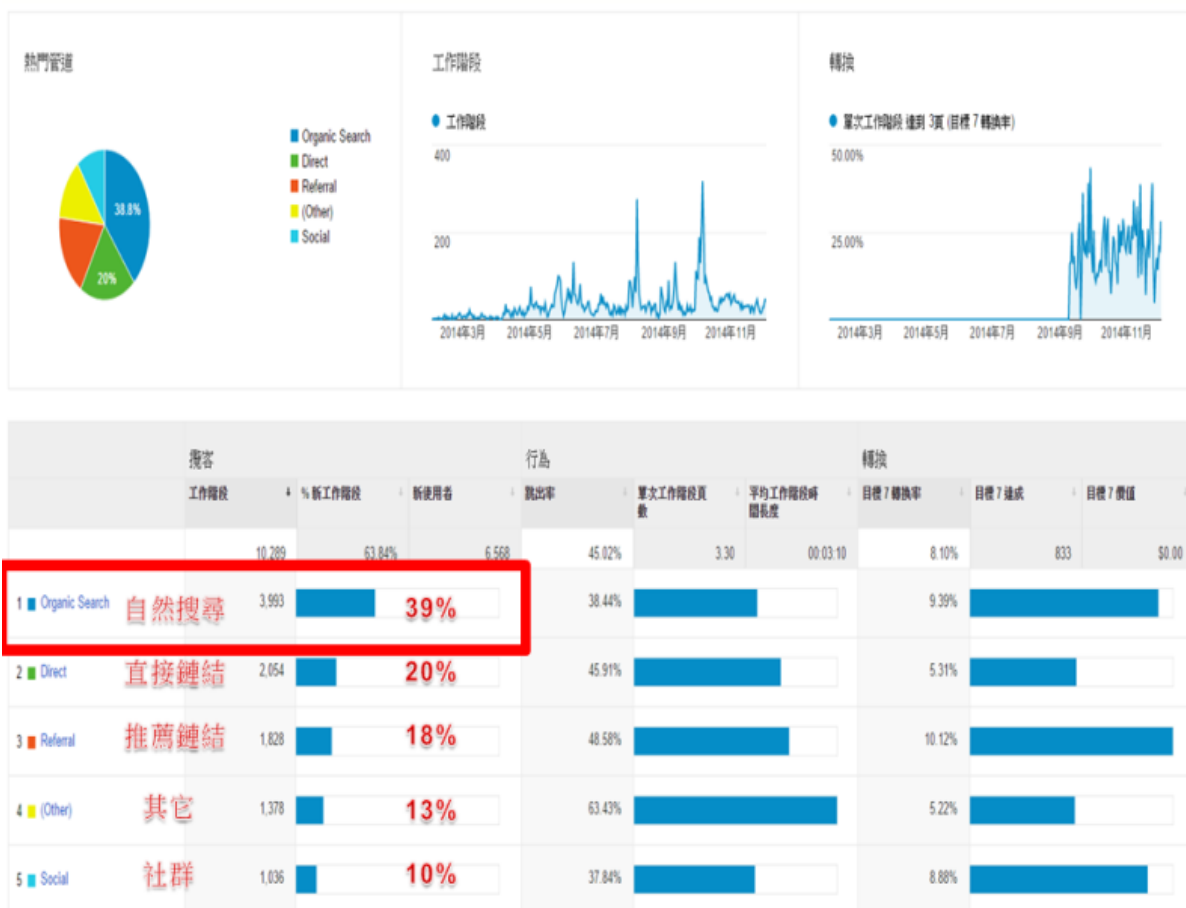 熱門管道
Organic Search
Direct
Referral
(Other)
Social
38.8%
20%
工作階段
工作階段
400
200
2014年3月 2014年5月 2014年7月 2014年9月 2014年11月
轉換
單次工作階段 達到 3頁 (目標 7 轉換率)
50.00%
25.00%
2014年3月 2014年5月 2014年7月 2014年9月 2014年11月
攬客 行為 轉換
工作階段 % 新工作階段 新使用者 跳出率 單次工作階段頁數 平均工作階段時間長度 目標 7 轉換率 目標 7 達成 目標 7 價值
10,289 63.84% 6,568 45.02% 3.30 00:03:10 8.10% 833 $0.00
1 Organic Search 自然搜尋 3,993 39% 38.44% 9.39%
2 Direct 直接鏈結 2,054 20% 45.91% 5.31%
3 Referral 推薦鏈結 1,828 18% 48.58% 10.12%
4 (Other) 其它 1,378 13% 63.43% 5.22%
5 Social 社群 1,036 10% 37.84% 8.88%